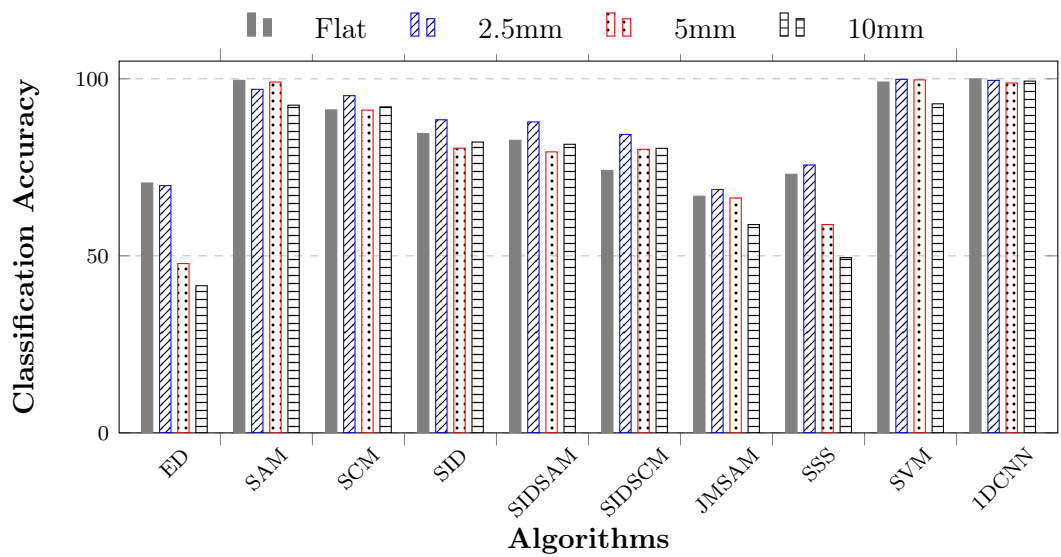 Flat 2.5mm 5mm 10mm
Classification Accuracy
100
50
0
ED SAM SCM SID SIDSAM SIDSCM JMSAM SSS SVM 1DCNN
Algorithms